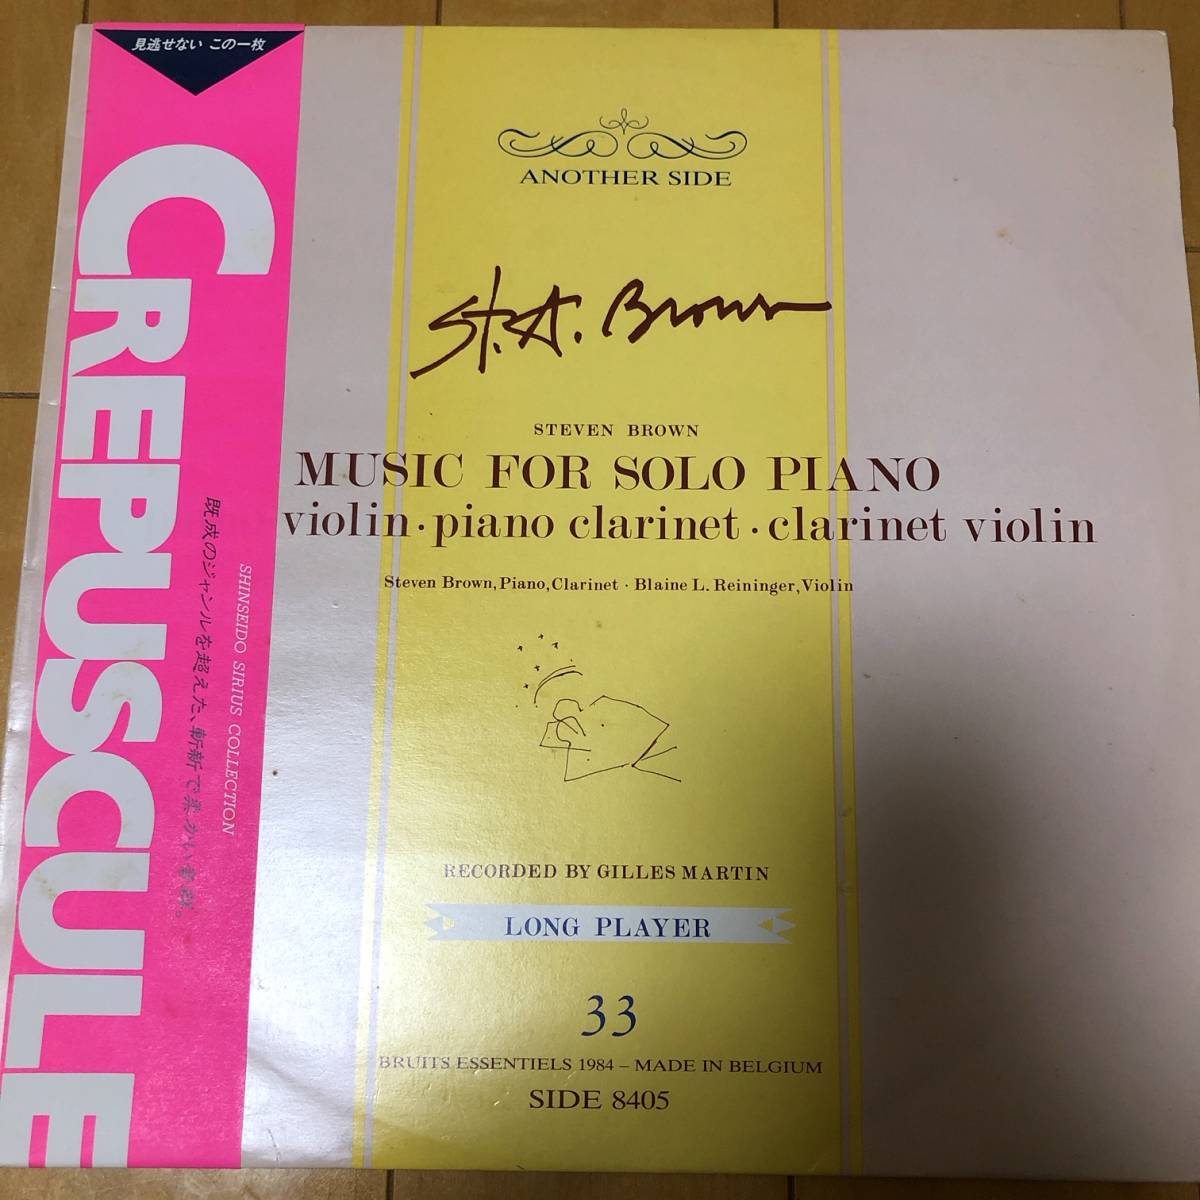 見逃せない この一枚
CREPUSCULE
SHINSEIDO SIRIUS COLLECTION
既成のジャンルを超えた、斬新で柔かい音群。
ANOTHER SIDE
St. A. Brown
STEVEN BROWN
MUSIC FOR SOLO PIANO
violin · piano clarinet · clarinet violin
Steven Brown, Piano, Clarinet · Blaine L. Reininger, Violin
RECORDED BY GILLES MARTIN
LONG PLAYER
33
BRUITS ESSENTIELS 1984 – MADE IN BELGIUM
SIDE 8405